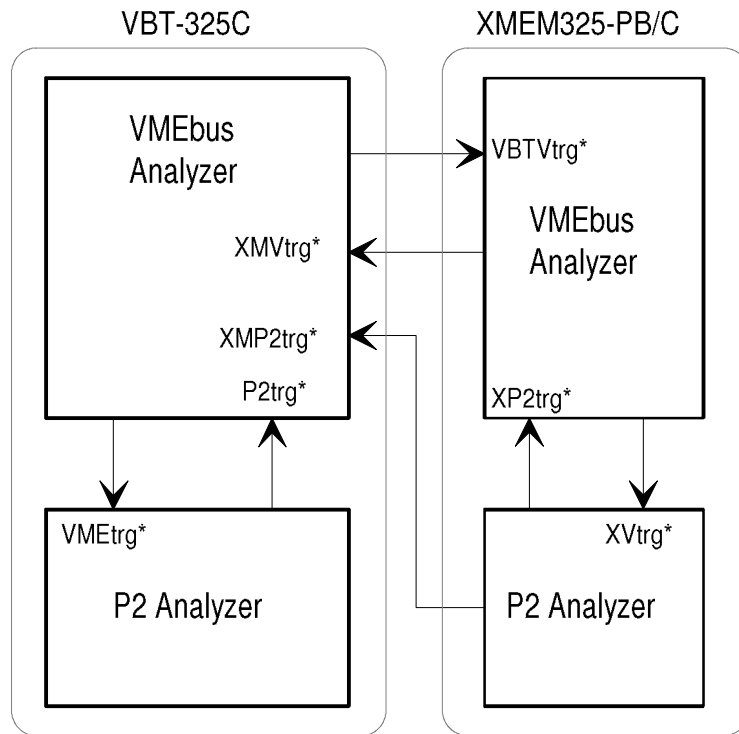 VBT-325C
XMEM325-PB/C
VMEbus
Analyzer
XMVtrg*
XMP2trg*
P2trg*
VBTVtrg*
VMEbus
Analyzer
XP2trg*
VMEtrg*
P2 Analyzer
XVtrg*
P2 Analyzer